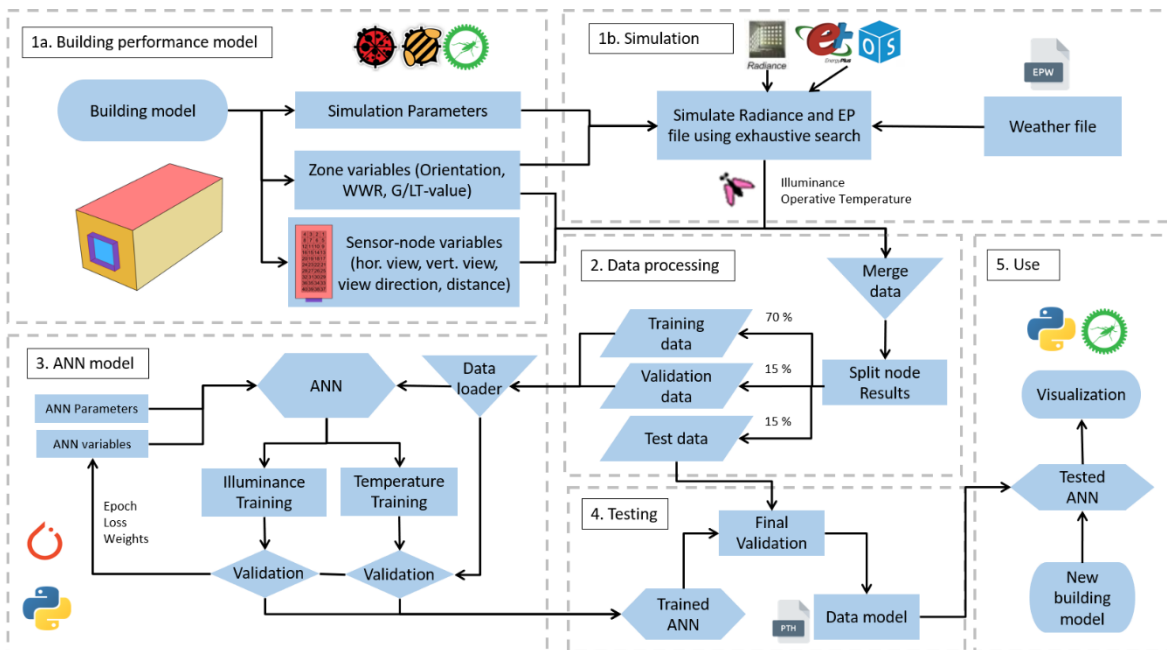 1a. Building performance model
Building model
Simulation Parameters
Zone variables (Orientation,
WWR, G/LT-value)
Sensor-node variables
(hor. view, vert. view,
view direction, distance)
1b. Simulation
Radiance
EnergyPlus
OS
EPW
Simulate Radiance and EP
file using exhaustive search
Weather file
Illuminance
Operative Temperature
2. Data processing
Merge
data
Training
data
70 %
Validation
data
15 %
Split node
Results
Test data
15 %
3. ANN model
ANN
Data
loader
ANN Parameters
ANN variables
Illuminance
Training
Temperature
Training
Epoch
Loss
Weights
Validation
Validation
4. Testing
Final
Validation
Trained
ANN
PTH
Data model
5. Use
Visualization
Tested
ANN
New
building
model